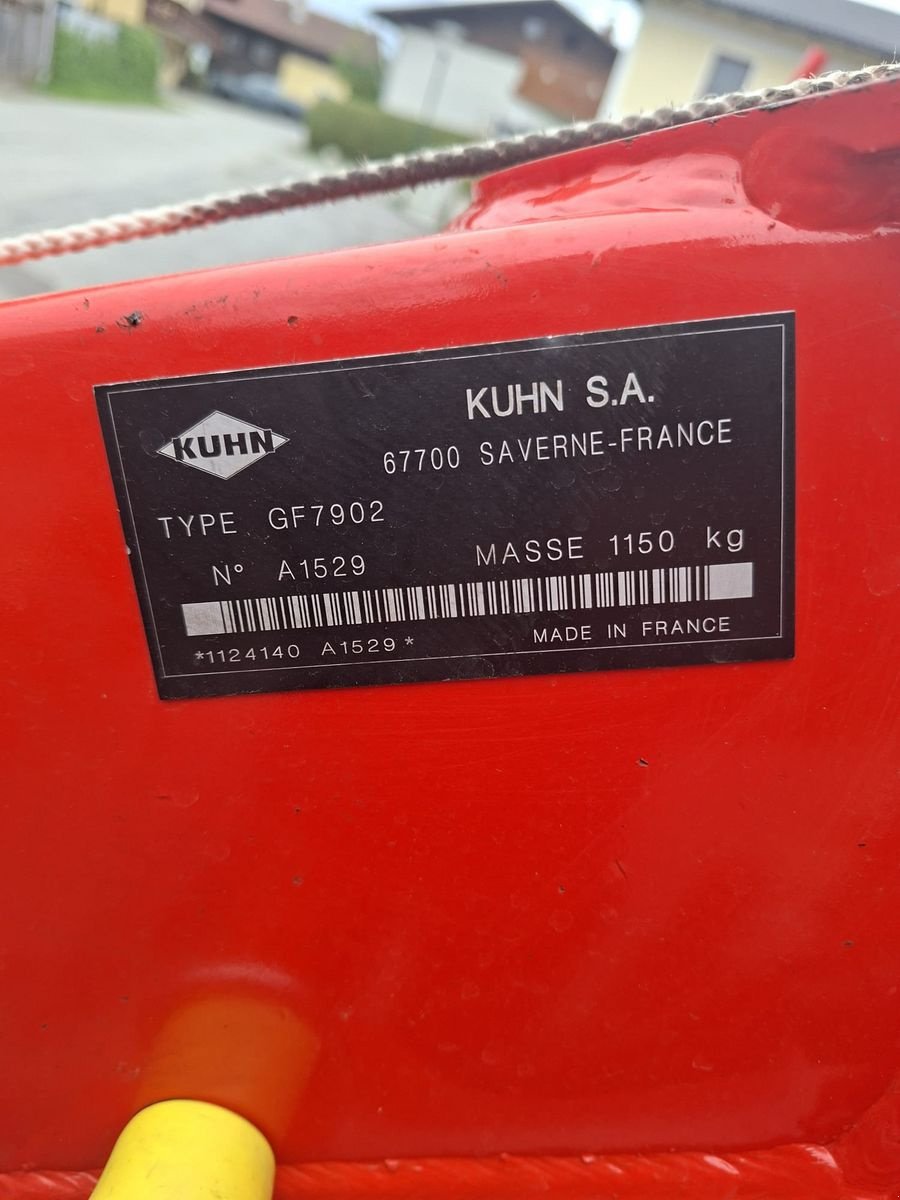 KUHN
KUHN S.A.
67700 SAVERNE-FRANCE
TYPE GF7902
N° A1529 MASSE 1150 kg
*1124140 A1529*
MADE IN FRANCE